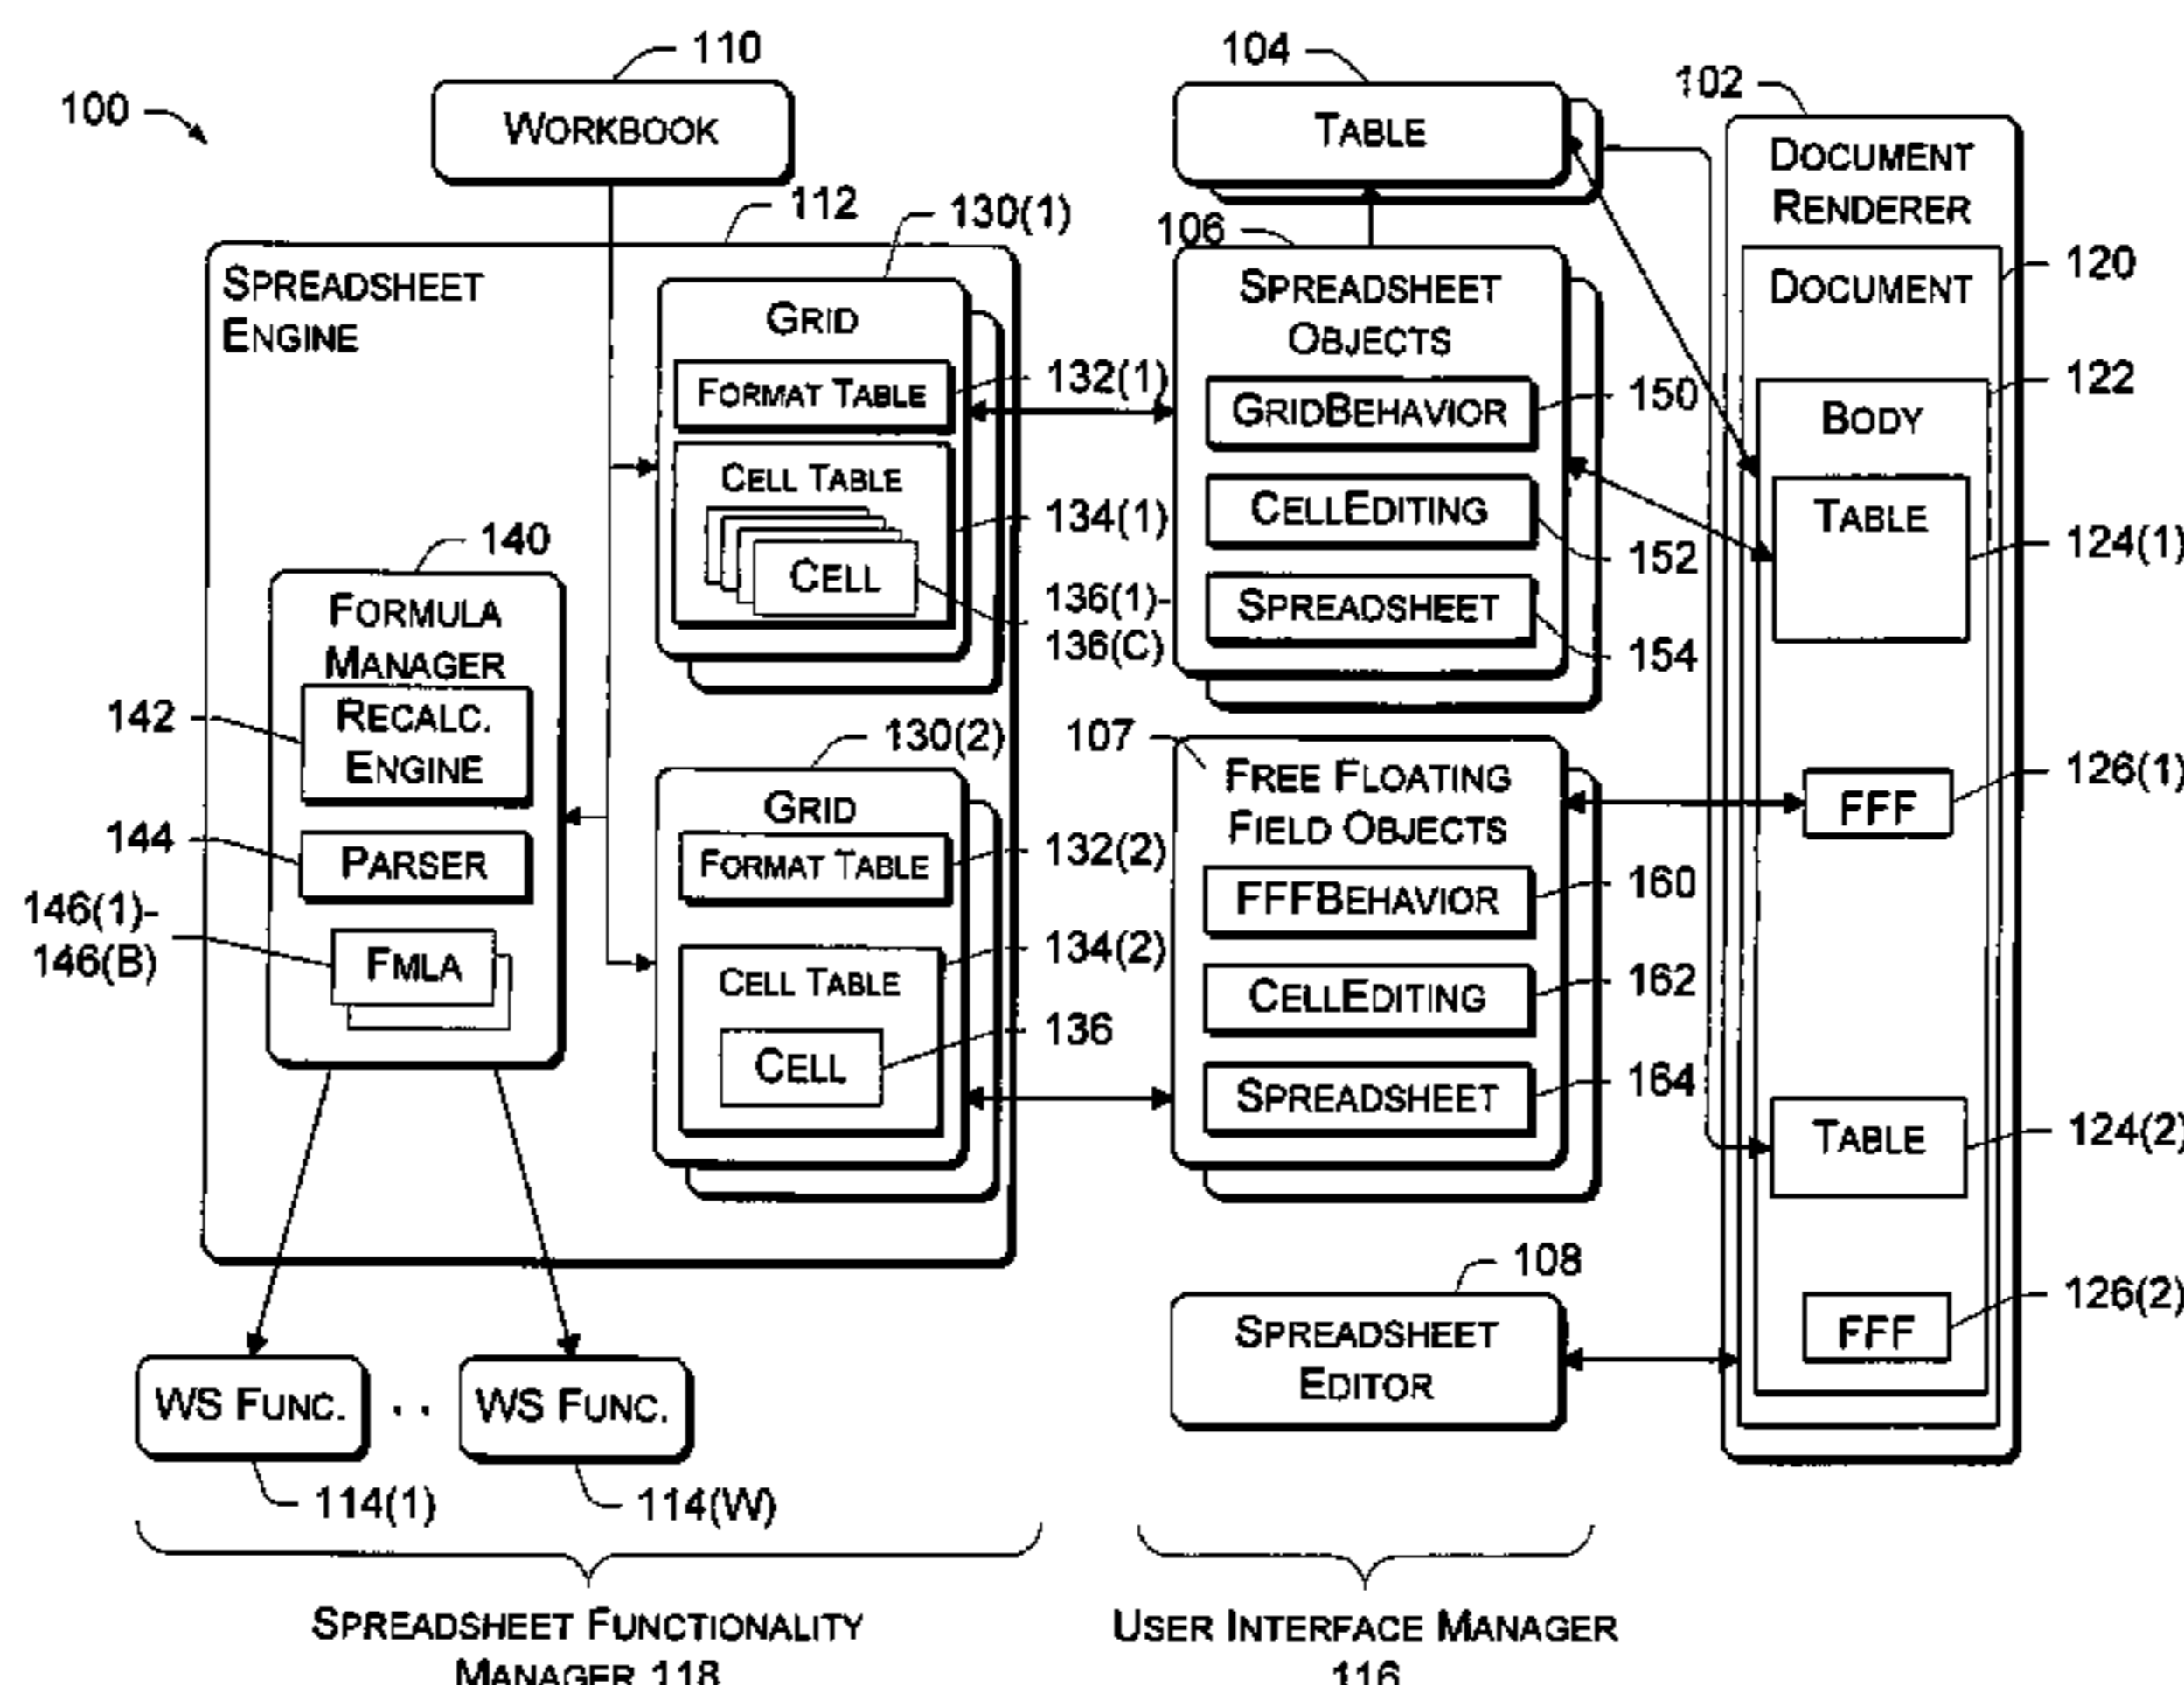 100
110
WORKBOOK
104
TABLE
102
DOCUMENT
RENDERER
112
SPREADSHEET
ENGINE
130(1)
GRID
FORMAT TABLE
132(1)
CELL TABLE
134(1)
CELL
136(1)-
136(C)
140
FORMULA
MANAGER
142
RECALC.
ENGINE
144
PARSER
146(1)-
146(B)
FMLA
130(2)
GRID
FORMAT TABLE
132(2)
CELL TABLE
134(2)
CELL
136
106
SPREADSHEET
OBJECTS
GRIDBEHAVIOR
150
CELLEDITING
152
SPREADSHEET
154
107
FREE FLOATING
FIELD OBJECTS
FFFBEHAVIOR
160
CELLEDITING
162
SPREADSHEET
164
108
SPREADSHEET
EDITOR
DOCUMENT
120
BODY
122
TABLE
124(1)
FFF
126(1)
TABLE
124(2)
FFF
126(2)
WS FUNC. . . WS FUNC.
114(1)
114(W)
SPREADSHEET FUNCTIONALITY
MANAGER 118
USER INTERFACE MANAGER
116